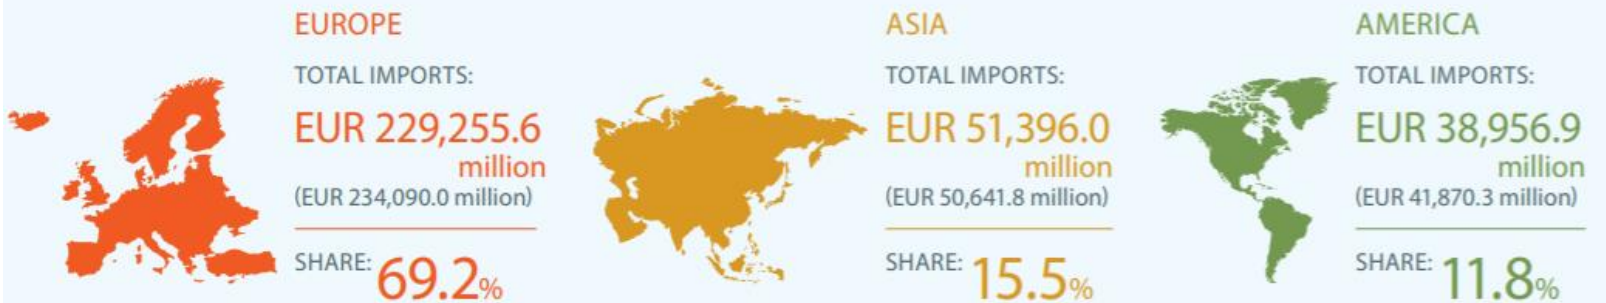 EUROPE
TOTAL IMPORTS:
EUR 229,255.6
million
(EUR 234,090.0 million)
SHARE: 69.2%
ASIA
TOTAL IMPORTS:
EUR 51,396.0
million
(EUR 50,641.8 million)
SHARE: 15.5%
AMERICA
TOTAL IMPORTS:
EUR 38,956.9
million
(EUR 41,870.3 million)
SHARE: 11.8%